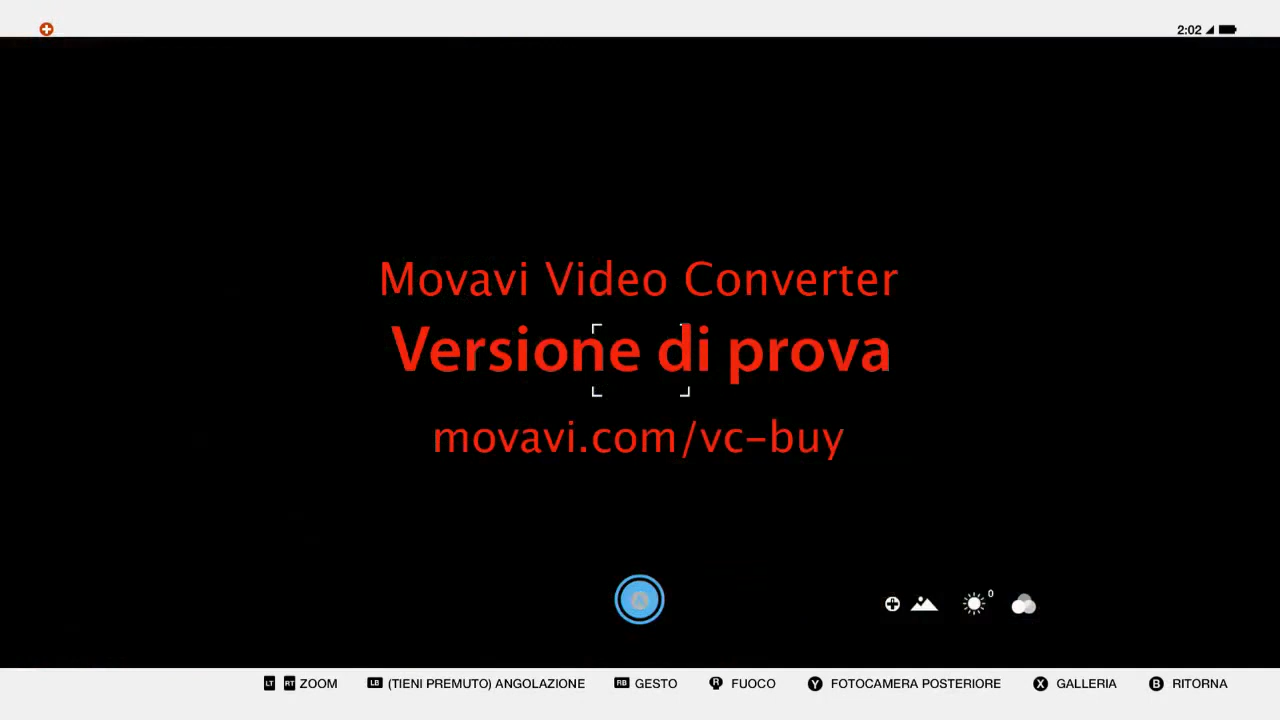 2:02
Movavi Video Converter
Versione di prova
movavi.com/vc-buy
A
0
LT RT ZOOM LB (TIENI PREMUTO) ANGOLAZIONE RB GESTO R FUOCO Y FOTOCAMERA POSTERIORE X GALLERIA B RITORNA